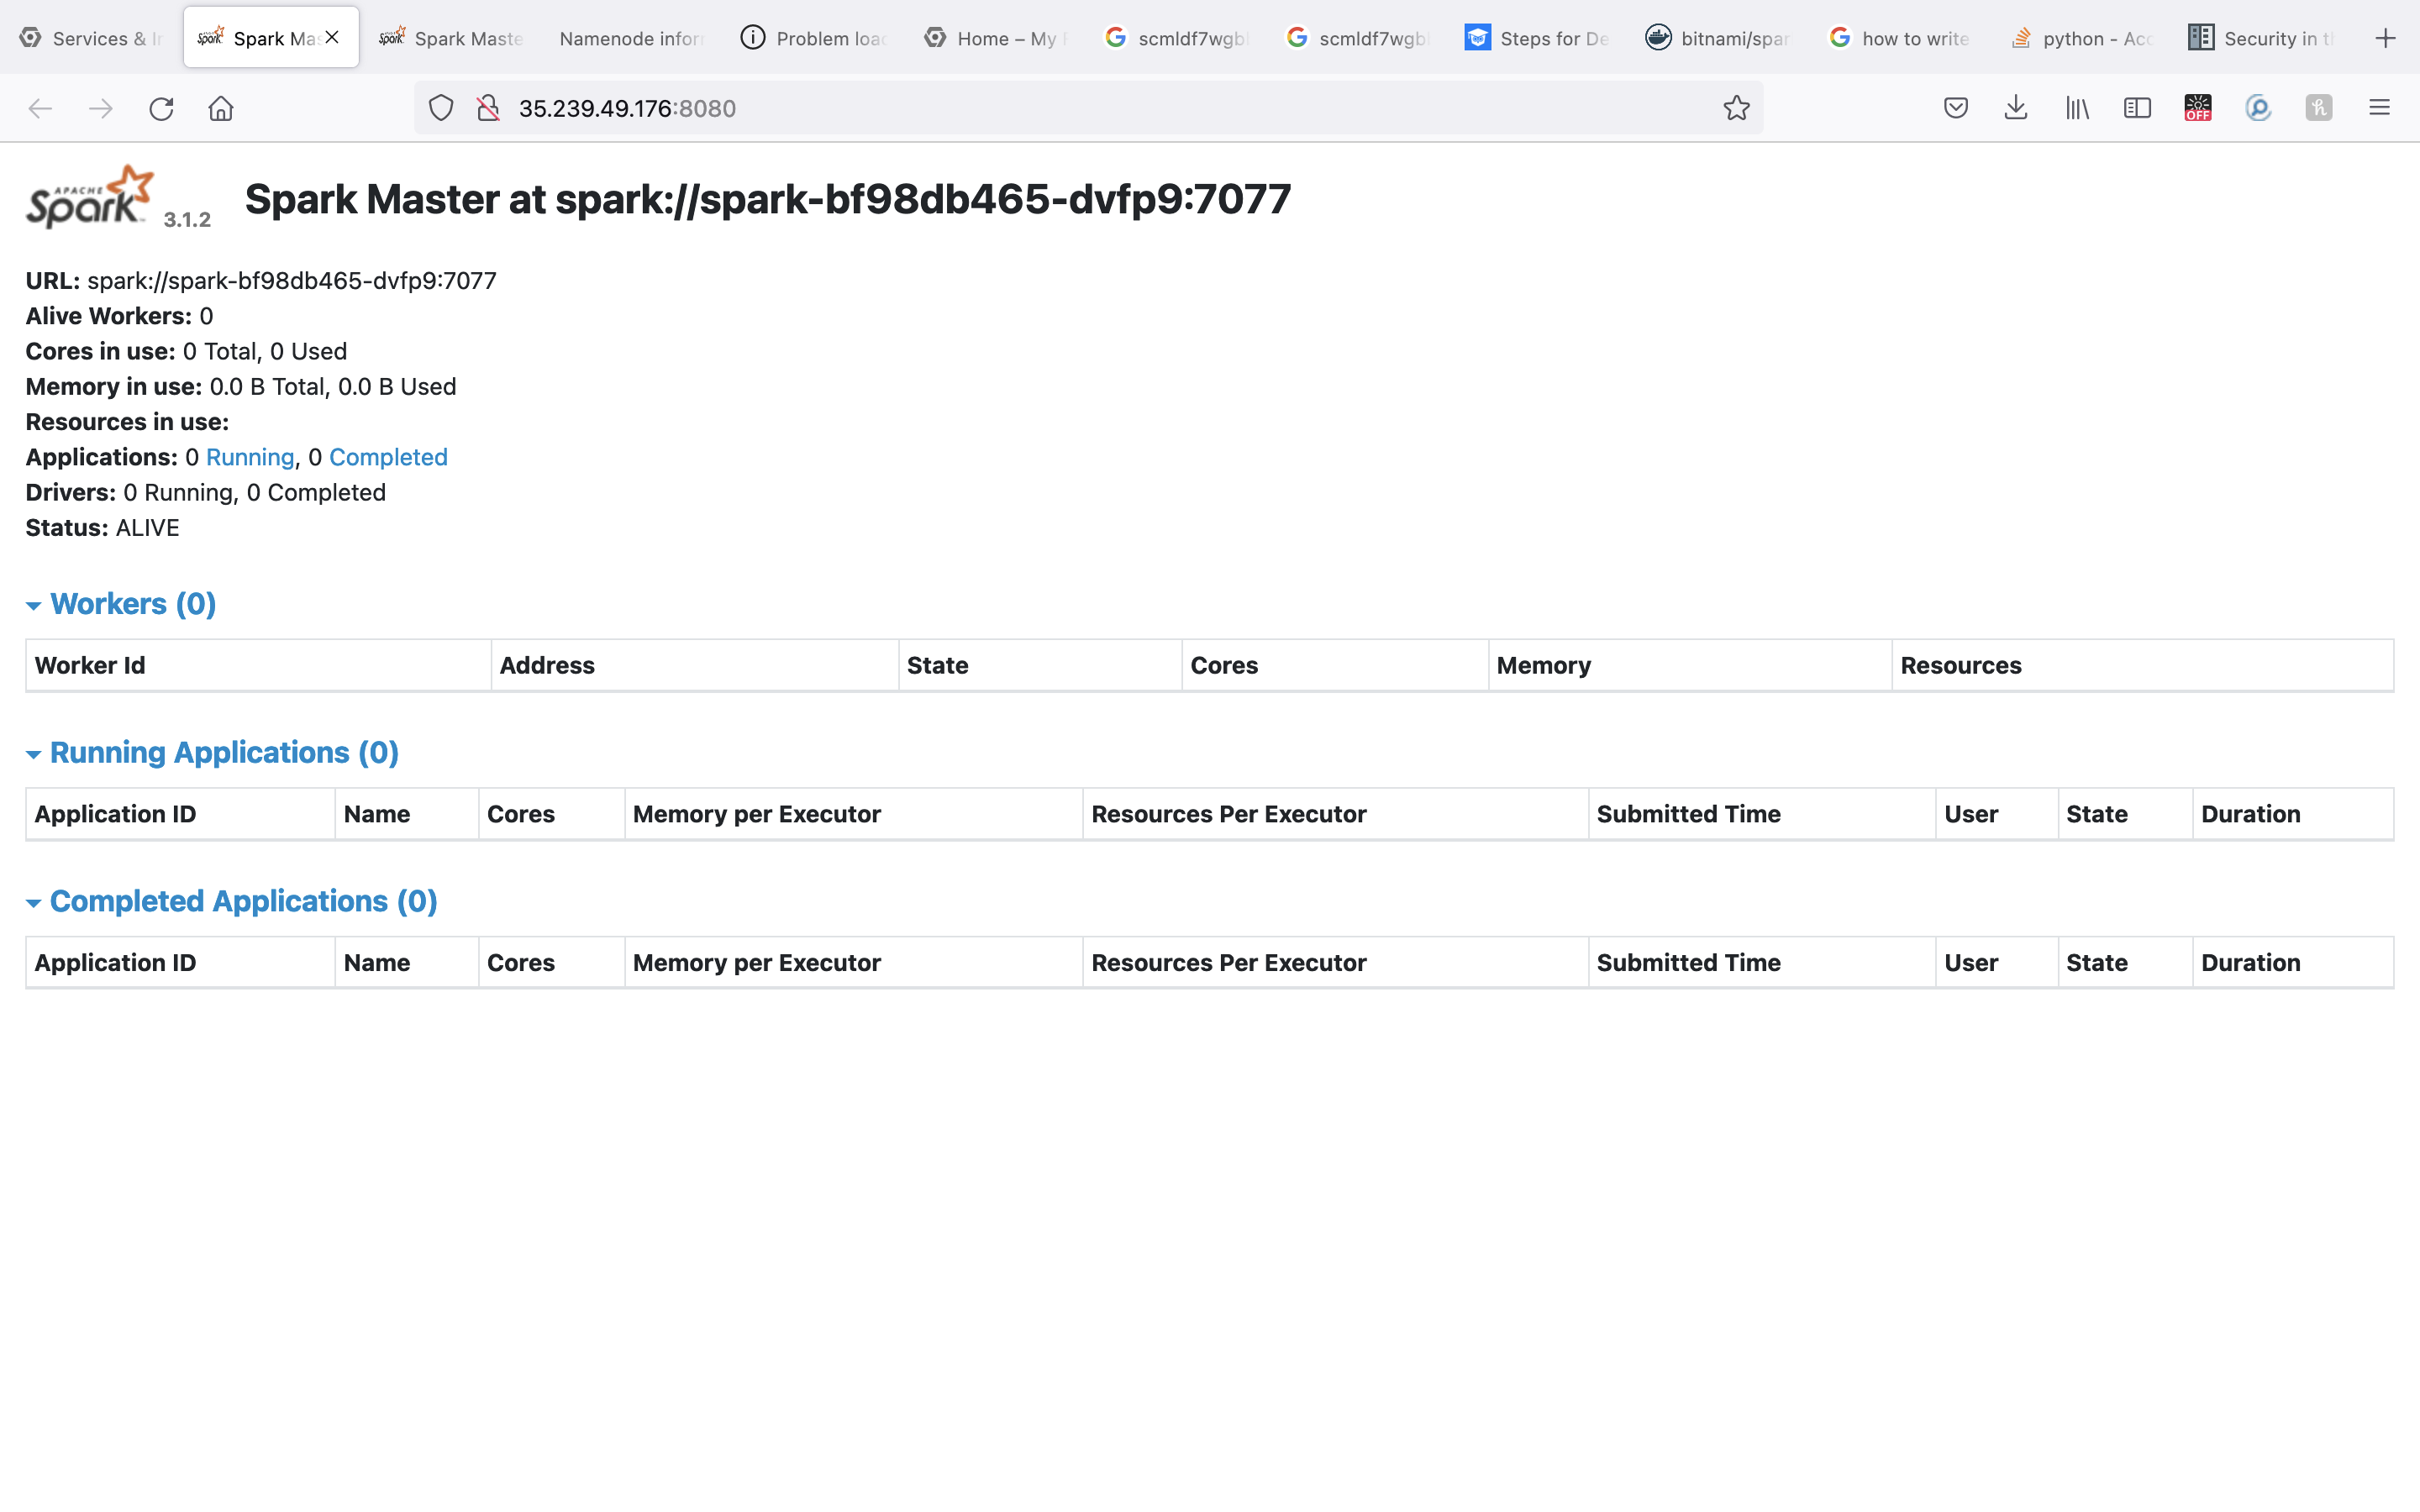 Services & Ir
Spark Mas
Spark Maste
Namenode infor
Problem load
Home – My P
scmldf7wgb
scmldf7wgb
Steps for De
bitnami/spar
how to write
python - Acc
Security in t
35.239.49.176:8080
OFF
APACHE
Spark 3.1.2
Spark Master at spark://spark-bf98db465-dvfp9:7077
URL: spark://spark-bf98db465-dvfp9:7077
Alive Workers: 0
Cores in use: 0 Total, 0 Used
Memory in use: 0.0 B Total, 0.0 B Used
Resources in use:
Applications: 0 Running, 0 Completed
Drivers: 0 Running, 0 Completed
Status: ALIVE
Workers (0)
Worker Id Address State Cores Memory Resources
Running Applications (0)
Application ID Name Cores Memory per Executor Resources Per Executor Submitted Time User State Duration
Completed Applications (0)
Application ID Name Cores Memory per Executor Resources Per Executor Submitted Time User State Duration